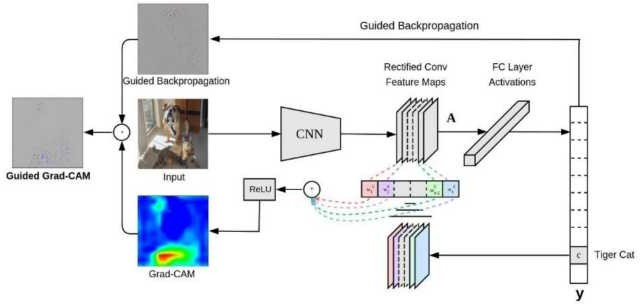 Guided Backpropagation
Guided Backpropagation
Rectified Conv
Feature Maps
FC Layer
Activations
CNN
A
Input
Guided Grad-CAM
ReLU
+
Grad-CAM
c
Tiger Cat
y